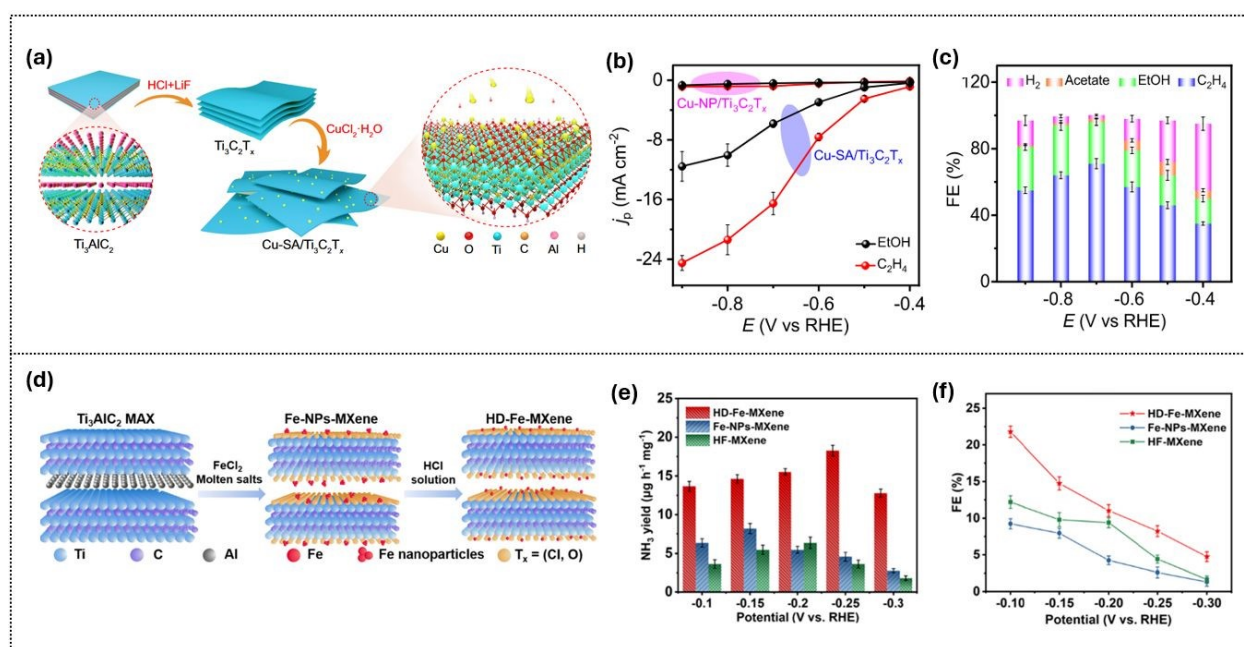 (a)
HCl+LiF
Ti₃C₂Tₓ
CuCl₂·H₂O
Ti₃AlC₂
Cu-SA/Ti₃C₂Tₓ
Cu O Ti C Al H
(b)
0
-8
-16
-24
jₚ (mA cm⁻²)
Cu-NP/Ti₃C₂Tₓ
Cu-SA/Ti₃C₂Tₓ
EtOH
C₂H₄
-0.8 -0.6 -0.4
E (V vs RHE)
(c)
H₂ Acetate EtOH C₂H₄
120
80
40
0
FE (%)
-0.8 -0.6 -0.4
E (V vs RHE)
(d)
Ti₃AlC₂ MAX
Fe-NPs-MXene
HD-Fe-MXene
FeCl₂
Molten salts
HCl
solution
Ti C Al Fe Fe nanoparticles Tₓ = (Cl, O)
(e)
25
20
15
10
5
0
NH₃ yield (µg h⁻¹ mg⁻¹)
HD-Fe-MXene
Fe-NPs-MXene
HF-MXene
-0.1 -0.15 -0.2 -0.25 -0.3
Potential (V vs. RHE)
(f)
25
20
15
10
5
0
FE (%)
HD-Fe-MXene
Fe-NPs-MXene
HF-MXene
-0.10 -0.15 -0.20 -0.25 -0.30
Potential (V vs. RHE)